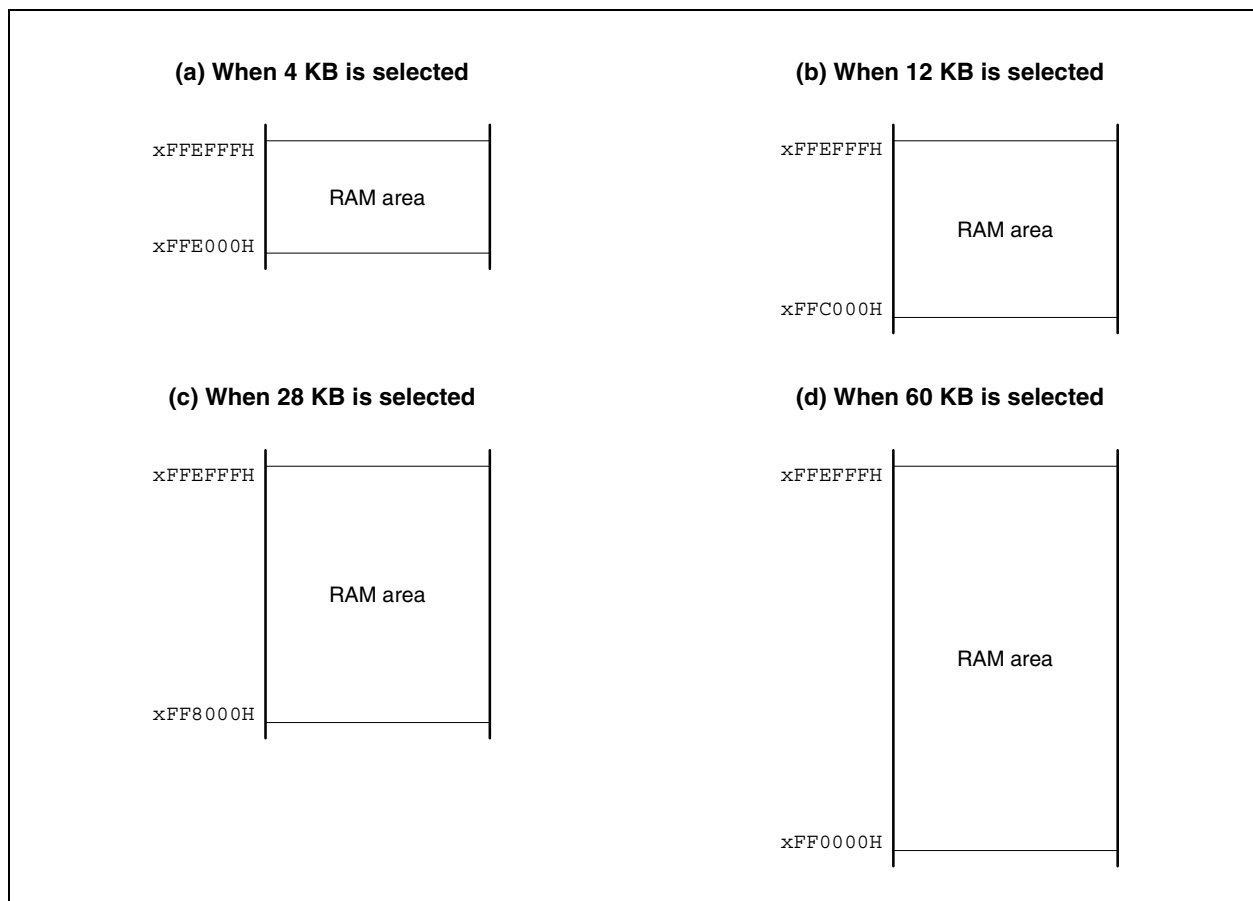 (a) When 4 KB is selected
xFFEFFFH
RAM area
xFFE000H
(b) When 12 KB is selected
xFFEFFFH
RAM area
xFFC000H
(c) When 28 KB is selected
xFFEFFFH
RAM area
xFF8000H
(d) When 60 KB is selected
xFFEFFFH
RAM area
xFF0000H